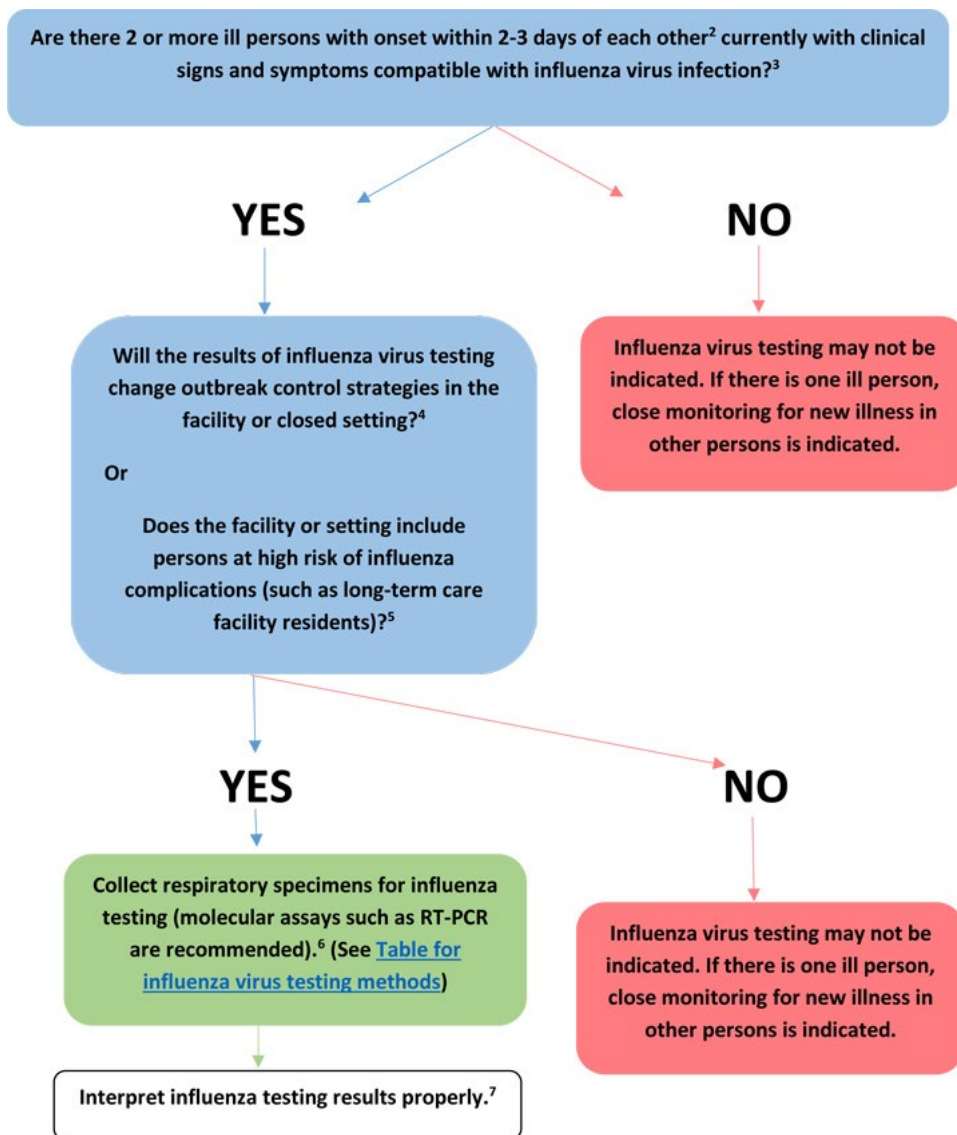 Are there 2 or more ill persons with onset within 2-3 days of each other² currently with clinical
signs and symptoms compatible with influenza virus infection?³
YES
NO
Will the results of influenza virus testing
change outbreak control strategies in the
facility or closed setting?⁴
Or
Does the facility or setting include
persons at high risk of influenza
complications (such as long-term care
facility residents)?⁵
Influenza virus testing may not be
indicated. If there is one ill person,
close monitoring for new illness in
other persons is indicated.
YES
NO
Collect respiratory specimens for influenza
testing (molecular assays such as RT-PCR
are recommended).⁶ (See Table for
influenza virus testing methods)
Influenza virus testing may not be
indicated. If there is one ill person,
close monitoring for new illness in
other persons is indicated.
Interpret influenza testing results properly.⁷